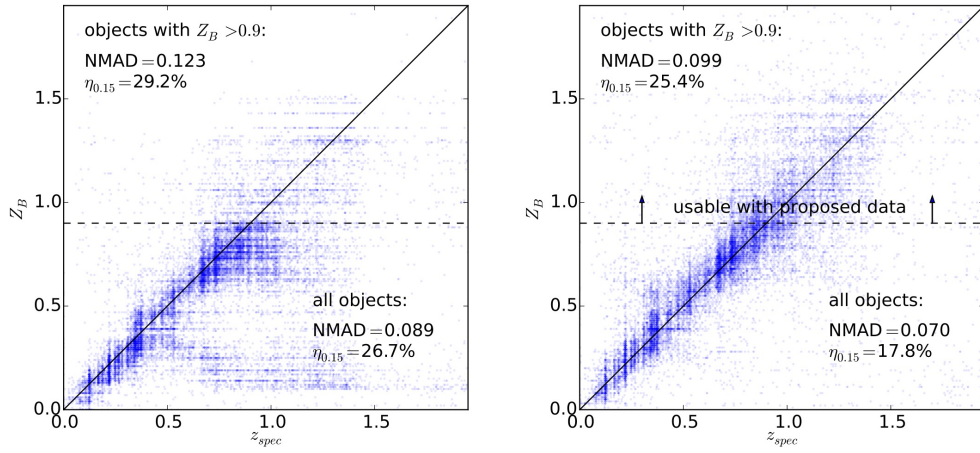 objects with Z_B >0.9:
NMAD=0.123
η_0.15=29.2%
all objects:
NMAD=0.089
η_0.15=26.7%
Z_B
1.5
1.0
0.5
0.0
0.0 0.5 1.0 1.5
z_spec
objects with Z_B >0.9:
NMAD=0.099
η_0.15=25.4%
usable with proposed data
all objects:
NMAD=0.070
η_0.15=17.8%
Z_B
1.5
1.0
0.5
0.0
0.0 0.5 1.0 1.5
z_spec